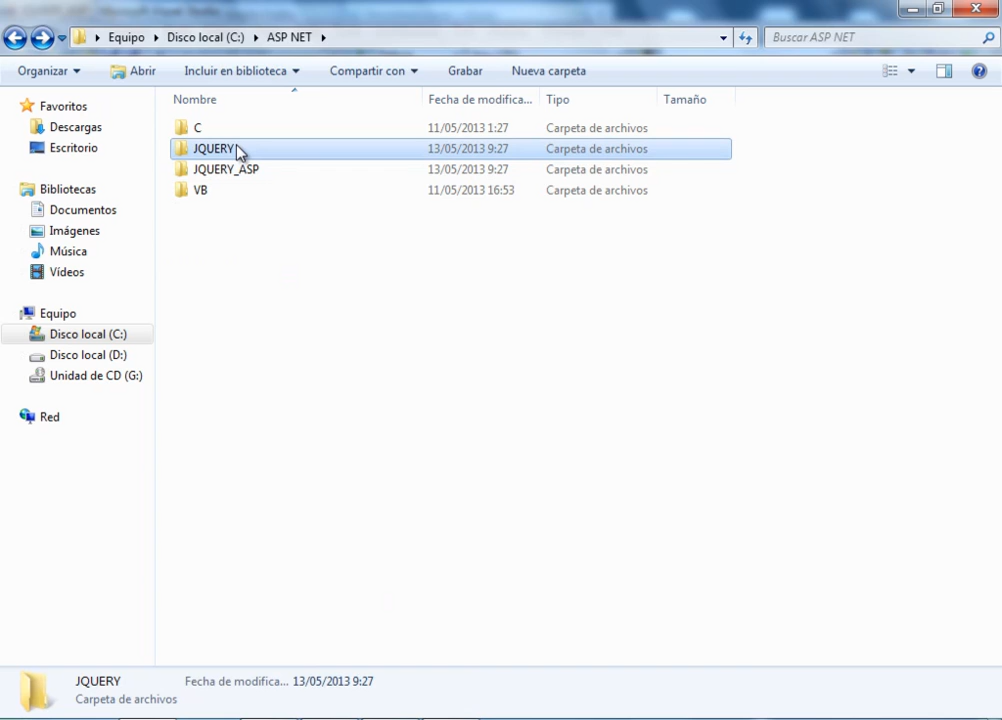 Equipo ▸ Disco local (C:) ▸ ASP NET ▸
Buscar ASP NET
Organizar Abrir Incluir en biblioteca Compartir con Grabar Nueva carpeta
Nombre Fecha de modifica... Tipo Tamaño
Favoritos
Descargas
Escritorio
Bibliotecas
Documentos
Imágenes
Música
Vídeos
Equipo
Disco local (C:)
Disco local (D:)
Unidad de CD (G:)
Red
C 11/05/2013 1:27 Carpeta de archivos
JQUERY 13/05/2013 9:27 Carpeta de archivos
JQUERY_ASP 13/05/2013 9:27 Carpeta de archivos
VB 11/05/2013 16:53 Carpeta de archivos
JQUERY Fecha de modifica... 13/05/2013 9:27
Carpeta de archivos